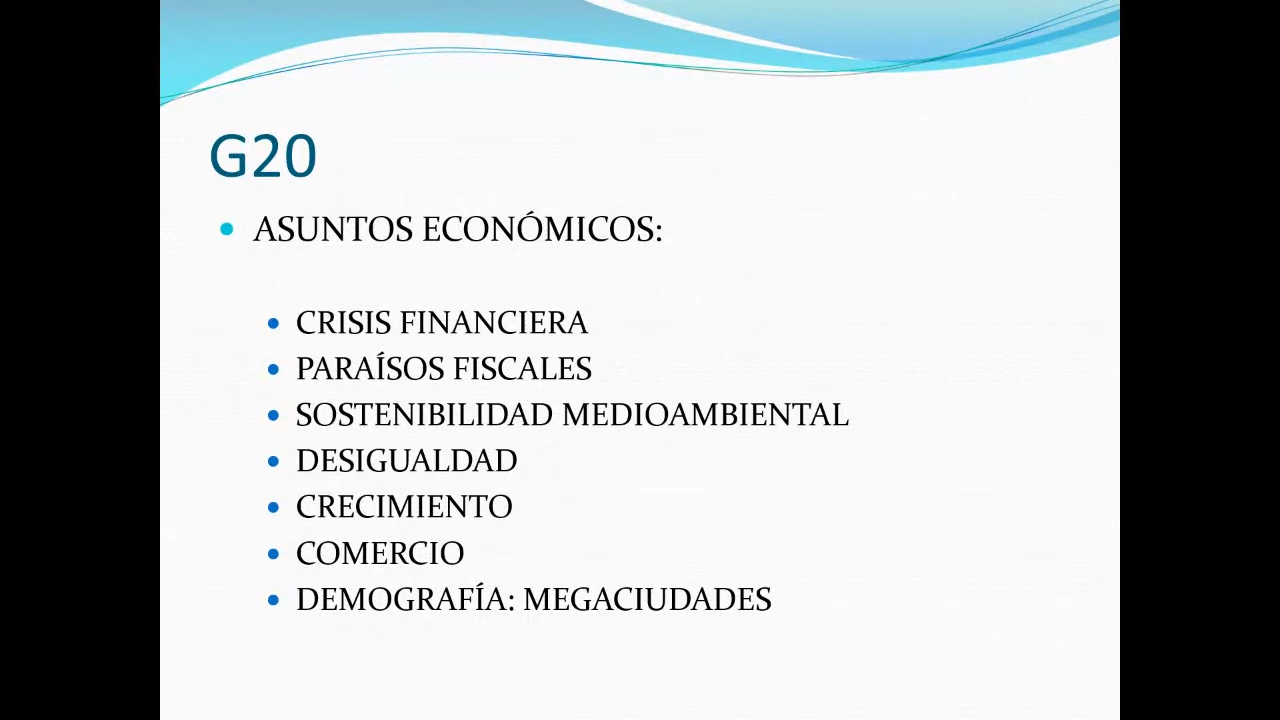 G20
ASUNTOS ECONÓMICOS:
CRISIS FINANCIERA
PARAÍSOS FISCALES
SOSTENIBILIDAD MEDIOAMBIENTAL
DESIGUALDAD
CRECIMIENTO
COMERCIO
DEMOGRAFÍA: MEGACIUDADES